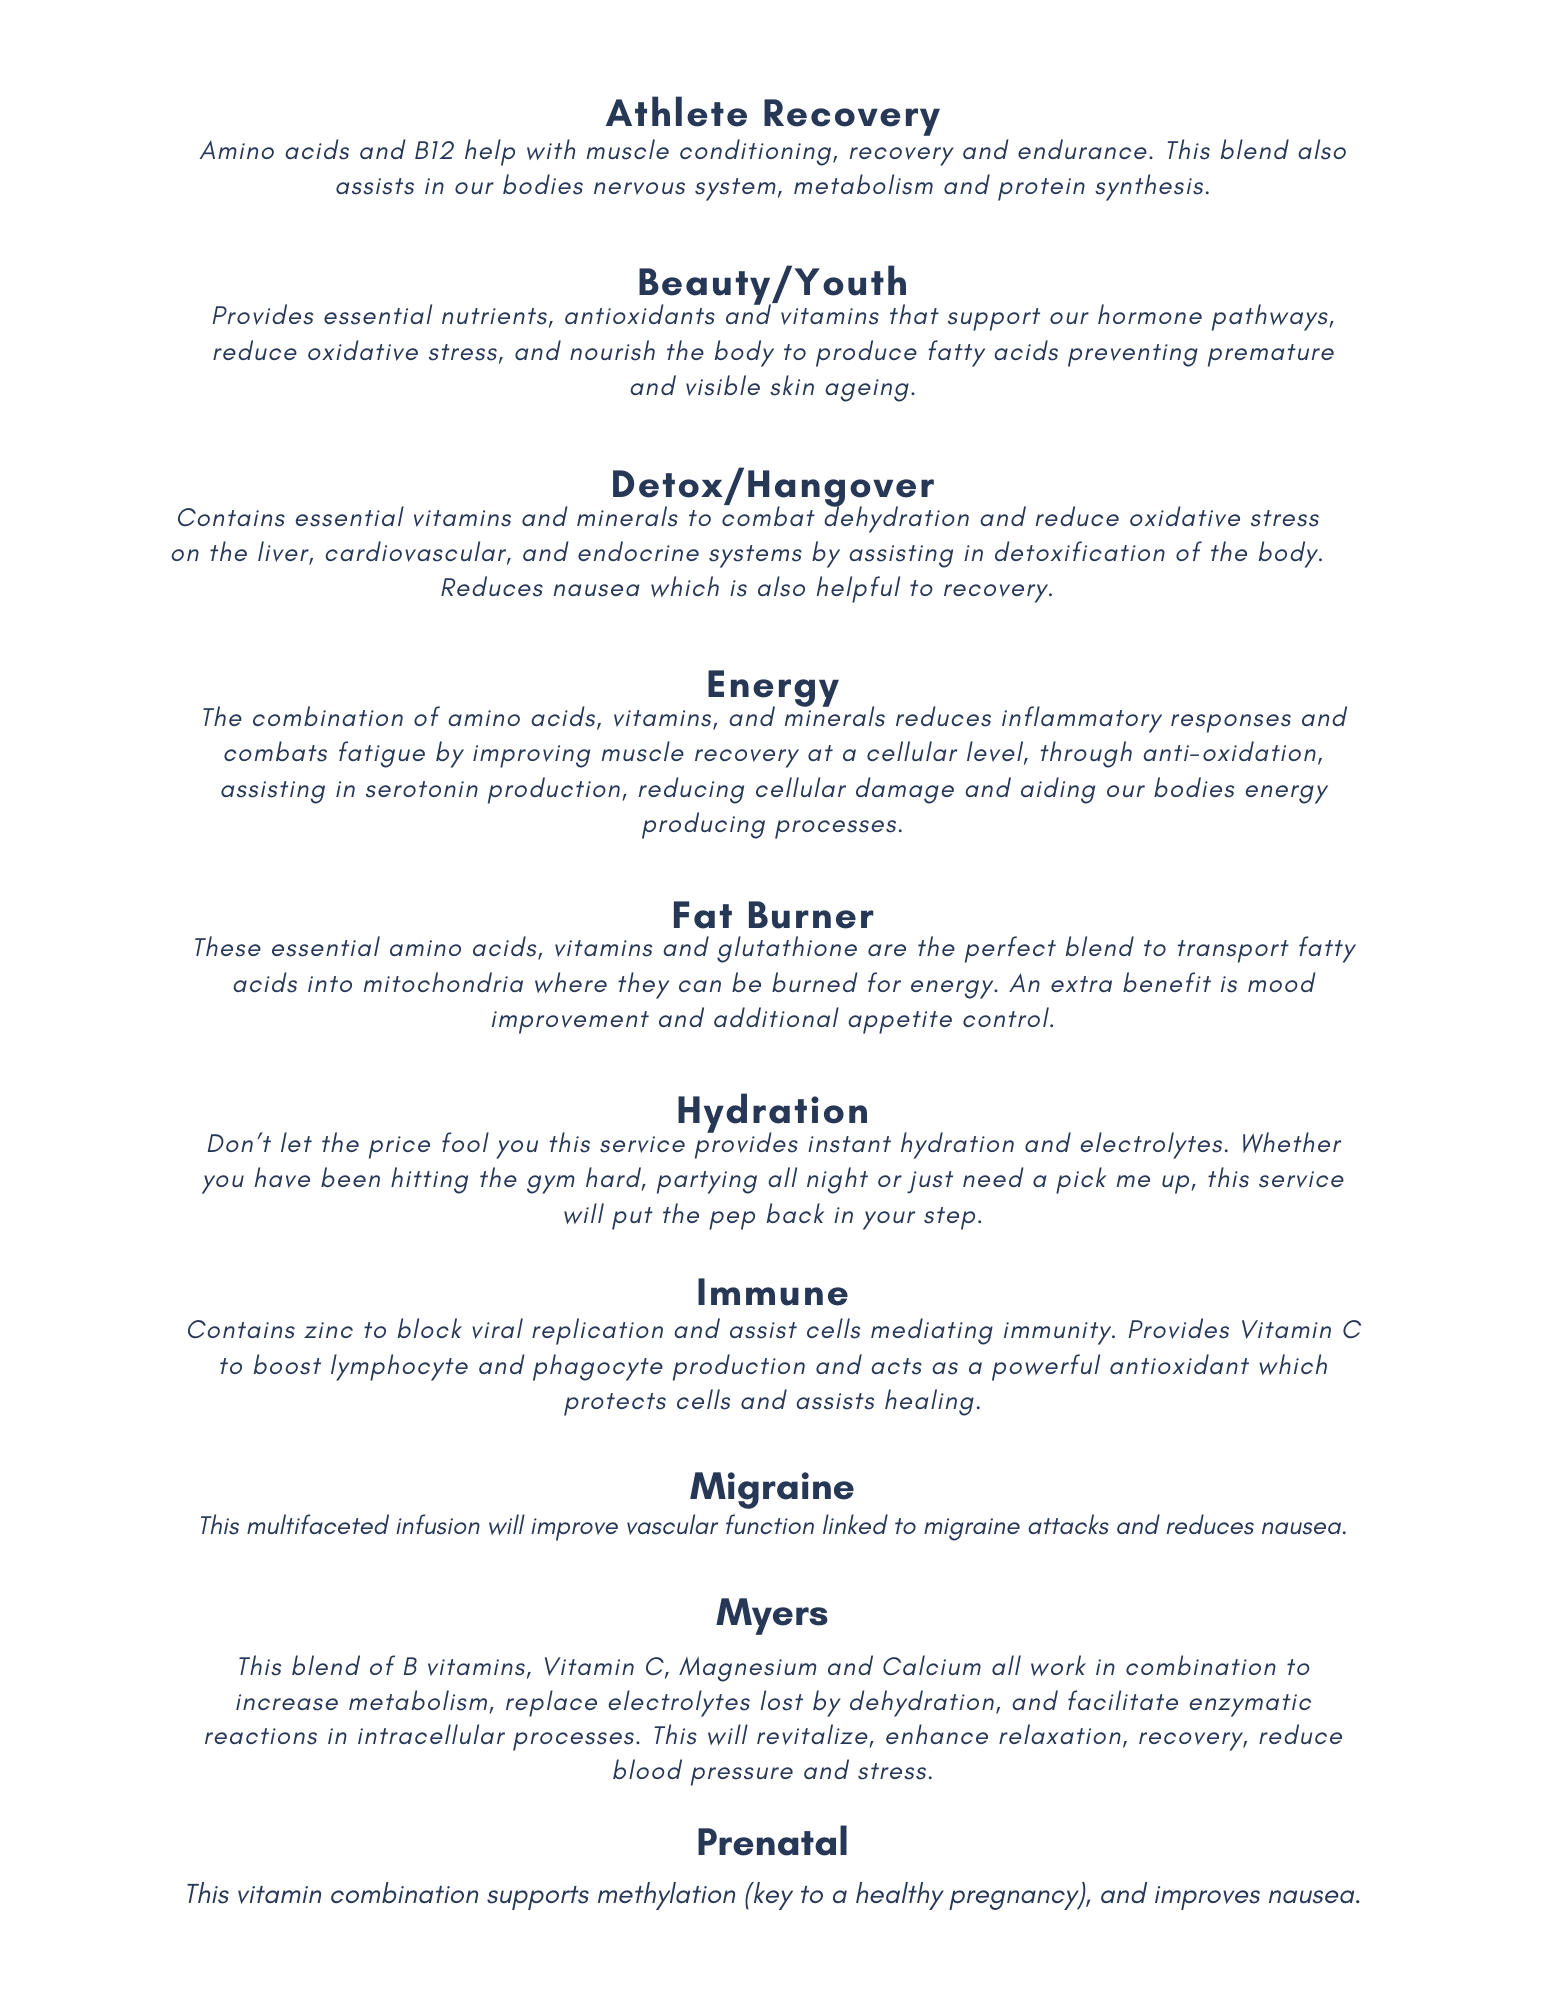 Athlete Recovery
Amino acids and B12 help with muscle conditioning, recovery and endurance. This blend also
assists in our bodies nervous system, metabolism and protein synthesis.
Beauty/Youth
Provides essential nutrients, antioxidants and vitamins that support our hormone pathways,
reduce oxidative stress, and nourish the body to produce fatty acids preventing premature
and visible skin ageing.
Detox/Hangover
Contains essential vitamins and minerals to combat dehydration and reduce oxidative stress
on the liver, cardiovascular, and endocrine systems by assisting in detoxification of the body.
Reduces nausea which is also helpful to recovery.
Energy
The combination of amino acids, vitamins, and minerals reduces inflammatory responses and
combats fatigue by improving muscle recovery at a cellular level, through anti-oxidation,
assisting in serotonin production, reducing cellular damage and aiding our bodies energy
producing processes.
Fat Burner
These essential amino acids, vitamins and glutathione are the perfect blend to transport fatty
acids into mitochondria where they can be burned for energy. An extra benefit is mood
improvement and additional appetite control.
Hydration
Don’t let the price fool you this service provides instant hydration and electrolytes. Whether
you have been hitting the gym hard, partying all night or just need a pick me up, this service
will put the pep back in your step.
Immune
Contains zinc to block viral replication and assist cells mediating immunity. Provides Vitamin C
to boost lymphocyte and phagocyte production and acts as a powerful antioxidant which
protects cells and assists healing.
Migraine
This multifaceted infusion will improve vascular function linked to migraine attacks and reduces nausea.
Myers
This blend of B vitamins, Vitamin C, Magnesium and Calcium all work in combination to
increase metabolism, replace electrolytes lost by dehydration, and facilitate enzymatic
reactions in intracellular processes. This will revitalize, enhance relaxation, recovery, reduce
blood pressure and stress.
Prenatal
This vitamin combination supports methylation (key to a healthy pregnancy), and improves nausea.